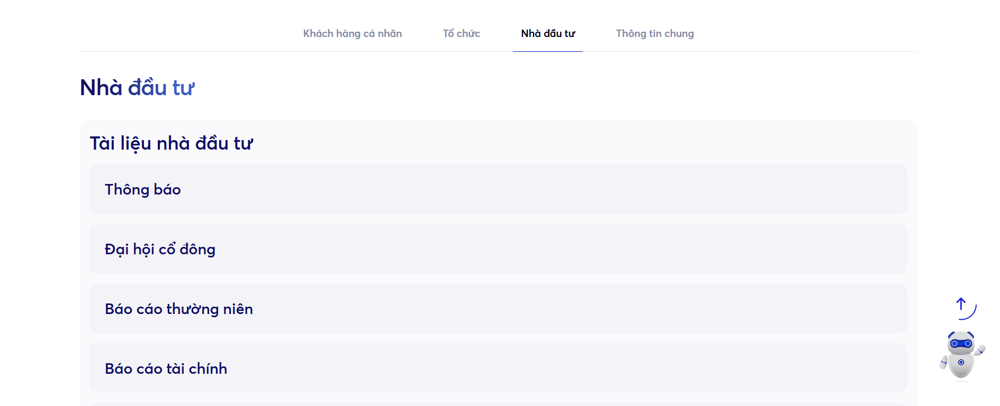 Khách hàng cá nhân Tổ chức Nhà đầu tư Thông tin chung
Nhà đầu tư
Tài liệu nhà đầu tư
Thông báo
Đại hội cổ đông
Báo cáo thường niên
Báo cáo tài chính